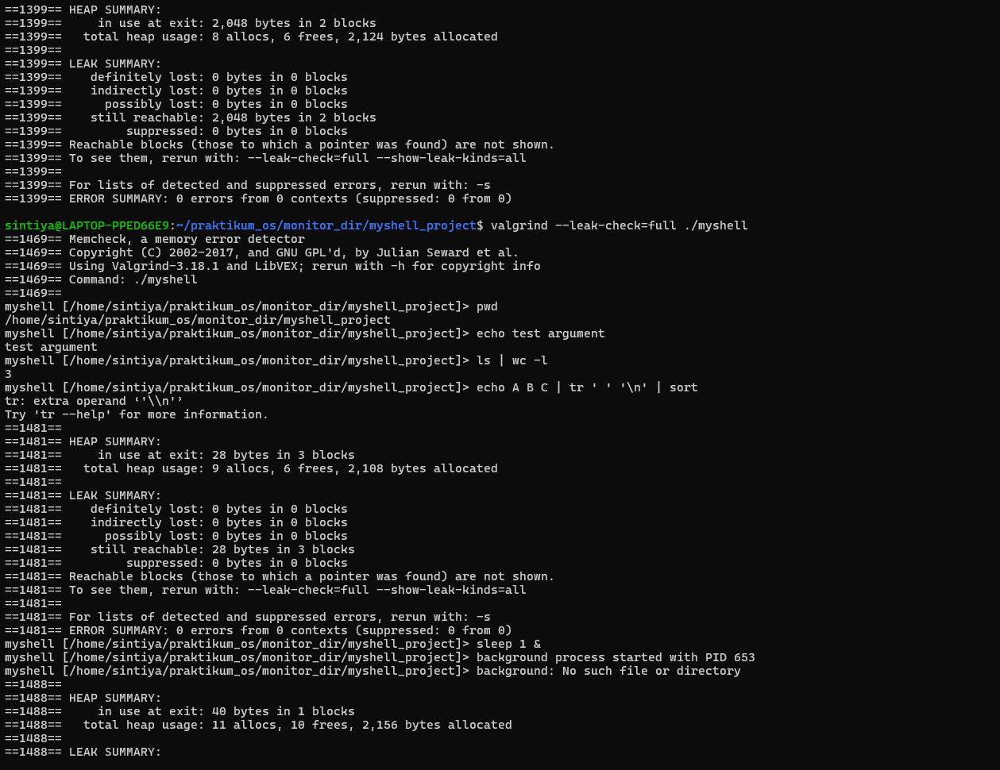 ==1399== HEAP SUMMARY:
==1399==     in use at exit: 2,048 bytes in 2 blocks
==1399==   total heap usage: 8 allocs, 6 frees, 2,124 bytes allocated
==1399==
==1399== LEAK SUMMARY:
==1399==    definitely lost: 0 bytes in 0 blocks
==1399==    indirectly lost: 0 bytes in 0 blocks
==1399==      possibly lost: 0 bytes in 0 blocks
==1399==    still reachable: 2,048 bytes in 2 blocks
==1399==         suppressed: 0 bytes in 0 blocks
==1399== Reachable blocks (those to which a pointer was found) are not shown.
==1399== To see them, rerun with: --leak-check=full --show-leak-kinds=all
==1399==
==1399== For lists of detected and suppressed errors, rerun with: -s
==1399== ERROR SUMMARY: 0 errors from 0 contexts (suppressed: 0 from 0)
sintiya@LAPTOP-PPED66E9:~/praktikum_os/monitor_dir/myshell_project$ valgrind --leak-check=full ./myshell
==1469== Memcheck, a memory error detector
==1469== Copyright (C) 2002-2017, and GNU GPL'd, by Julian Seward et al.
==1469== Using Valgrind-3.18.1 and LibVEX; rerun with -h for copyright info
==1469== Command: ./myshell
==1469==
myshell [/home/sintiya/praktikum_os/monitor_dir/myshell_project]> pwd
/home/sintiya/praktikum_os/monitor_dir/myshell_project
myshell [/home/sintiya/praktikum_os/monitor_dir/myshell_project]> echo test argument
test argument
myshell [/home/sintiya/praktikum_os/monitor_dir/myshell_project]> ls | wc -l
3
myshell [/home/sintiya/praktikum_os/monitor_dir/myshell_project]> echo A B C | tr ' ' '\n' | sort
tr: extra operand ‘'\\n'’
Try 'tr --help' for more information.
==1481==
==1481== HEAP SUMMARY:
==1481==     in use at exit: 28 bytes in 3 blocks
==1481==   total heap usage: 9 allocs, 6 frees, 2,108 bytes allocated
==1481==
==1481== LEAK SUMMARY:
==1481==    definitely lost: 0 bytes in 0 blocks
==1481==    indirectly lost: 0 bytes in 0 blocks
==1481==      possibly lost: 0 bytes in 0 blocks
==1481==    still reachable: 28 bytes in 3 blocks
==1481==         suppressed: 0 bytes in 0 blocks
==1481== Reachable blocks (those to which a pointer was found) are not shown.
==1481== To see them, rerun with: --leak-check=full --show-leak-kinds=all
==1481==
==1481== For lists of detected and suppressed errors, rerun with: -s
==1481== ERROR SUMMARY: 0 errors from 0 contexts (suppressed: 0 from 0)
myshell [/home/sintiya/praktikum_os/monitor_dir/myshell_project]> sleep 1 &
myshell [/home/sintiya/praktikum_os/monitor_dir/myshell_project]> background process started with PID 653
myshell [/home/sintiya/praktikum_os/monitor_dir/myshell_project]> background: No such file or directory
==1488==
==1488== HEAP SUMMARY:
==1488==     in use at exit: 40 bytes in 1 blocks
==1488==   total heap usage: 11 allocs, 10 frees, 2,156 bytes allocated
==1488==
==1488== LEAK SUMMARY: